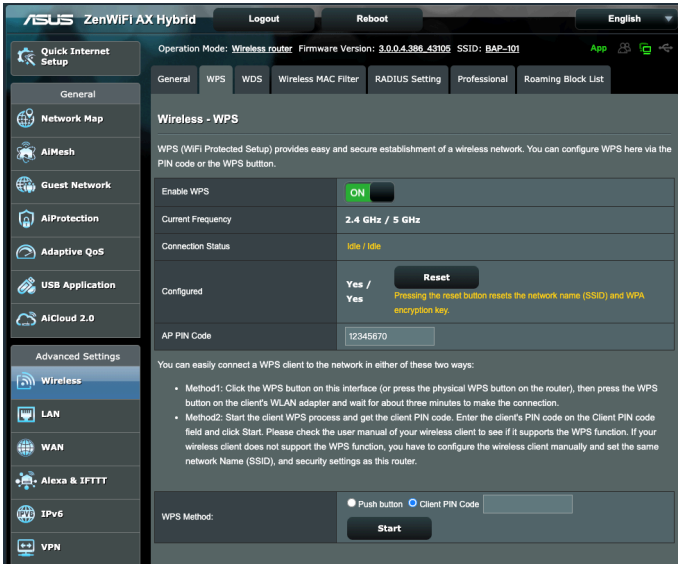 ASUS ZenWiFi AX Hybrid Logout Reboot English
Quick Internet
Setup
Operation Mode: Wireless router Firmware Version: 3.0.0.4.386_43105 SSID: BAP-101 App
General WPS WDS Wireless MAC Filter RADIUS Setting Professional Roaming Block List
General
Network Map
AiMesh
Guest Network
AiProtection
Adaptive QoS
USB Application
AiCloud 2.0
Advanced Settings
Wireless
LAN
WAN
Alexa & IFTTT
IPv6
VPN
Wireless - WPS
WPS (WiFi Protected Setup) provides easy and secure establishment of a wireless network. You can configure WPS here via the
PIN code or the WPS buttton.
Enable WPS ON
Current Frequency 2.4 GHz / 5 GHz
Connection Status Idle / Idle
Configured Yes /
Yes
Reset
Pressing the reset button resets the network name (SSID) and WPA
encryption key.
AP PIN Code 12345670
You can easily connect a WPS client to the network in either of these two ways:
• Method1: Click the WPS button on this interface (or press the physical WPS button on the router), then press the WPS
button on the client's WLAN adapter and wait for about three minutes to make the connection.
• Method2: Start the client WPS process and get the client PIN code. Enter the client's PIN code on the Client PIN code
field and click Start. Please check the user manual of your wireless client to see if it supports the WPS function. If your
wireless client does not support the WPS function, you have to configure the wireless client manually and set the same
network Name (SSID), and security settings as this router.
WPS Method: Push button Client PIN Code
Start